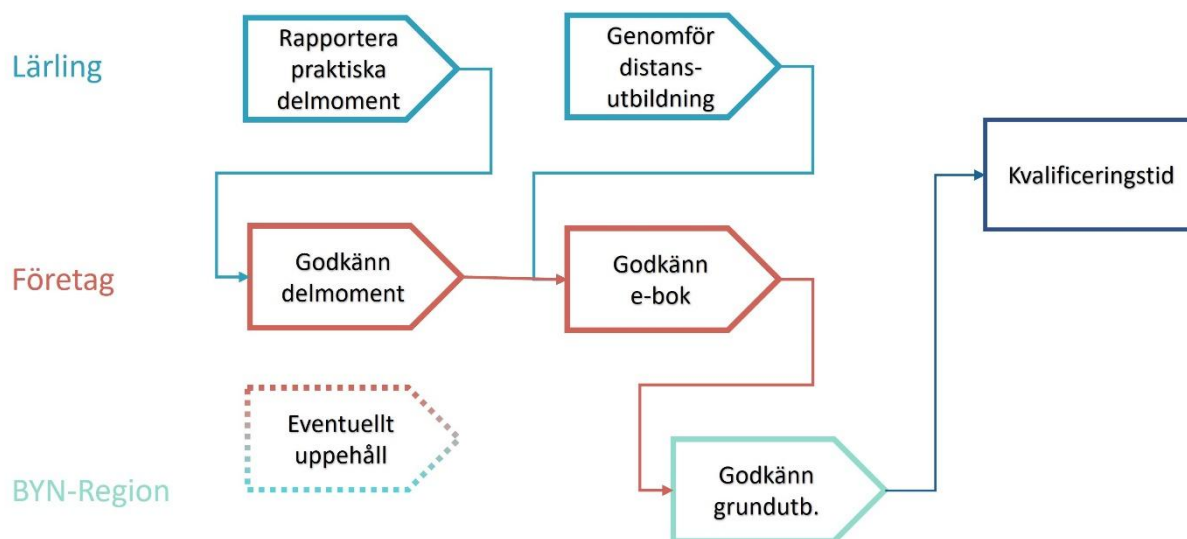 Lärling
Rapportera
praktiska
delmoment
Genomför
distans-
utbildning
Kvalificeringstid
Företag
Godkänn
delmoment
Godkänn
e-bok
Eventuellt
uppehåll
BYN-Region
Godkänn
grundutb.